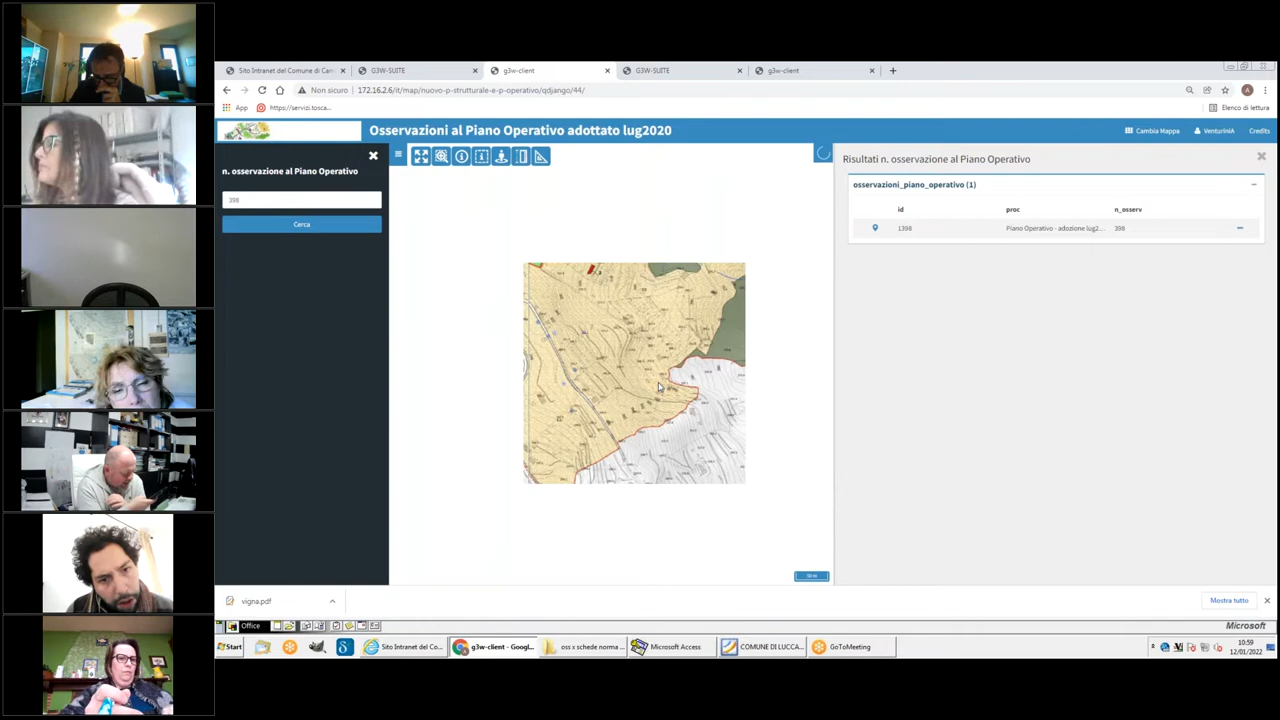 Sito Intranet del Comune di Can
G3W-SUITE
g3w-client
G3W-SUITE
g3w-client
Non sicuro
172.16.2.6/it/map/nuovo-p-strutturale-e-p-operativo/qdjango/44/
App
https://servizi.tosca...
Elenco di lettura
Osservazioni al Piano Operativo adottato lug2020
Cambia Mappa
VenturiniA
Credits
n. osservazione al Piano Operativo
398
Cerca
Risultati n. osservazione al Piano Operativo
osservazioni_piano_operativo (1)
id proc n_osserv
1398 Piano Operativo - adozione lug2... 398
vigna.pdf
Mostra tutto
Office
Microsoft
Start
Sito Intranet del Co...
g3w-client - Googl...
oss x schede norma ...
Microsoft Access
COMUNE DI LUCCA...
GoToMeeting
10:59
12/01/2022